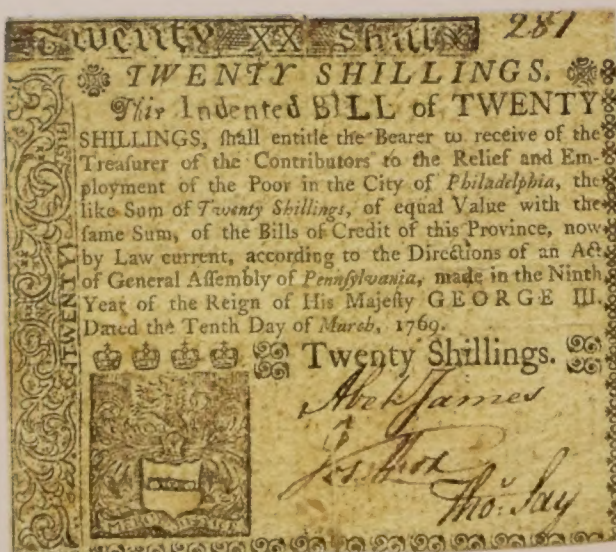 Twenty XX Shill 287
TWENTY SHILLINGS.
This Indented BILL of TWENTY
SHILLINGS, ſhall entitle the Bearer to receive of the
Treaſurer of the Contributors to the Relief and Em-
ployment of the Poor in the City of Philadelphia, the
like Sum of Twenty Shillings, of equal Value with the
ſame Sum, of the Bills of Credit of this Province, now
by Law current, according to the Directions of an Act
of General Aſſembly of Pennſylvania, made in the Ninth
Year of the Reign of His Majeſty GEORGE III.
Dated the Tenth Day of March, 1769.
Twenty Shillings.
TWENTY
Abel James
Thos. Say
MERCY JUSTICE